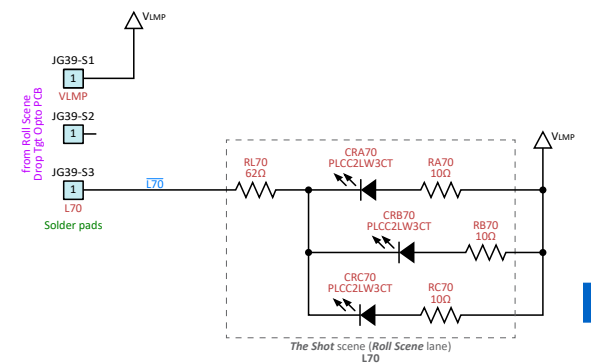 VLMP
JG39-S1
1
VLMP
JG39-S2
1
from Roll Scene
Drop Tgt Opto PCB
JG39-S3
1
L70
Solder pads
L70
RL70
62Ω
CRA70
PLCC2LW3CT
RA70
10Ω
VLMP
CRB70
PLCC2LW3CT
RB70
10Ω
CRC70
PLCC2LW3CT
RC70
10Ω
The Shot scene (Roll Scene lane)
L70